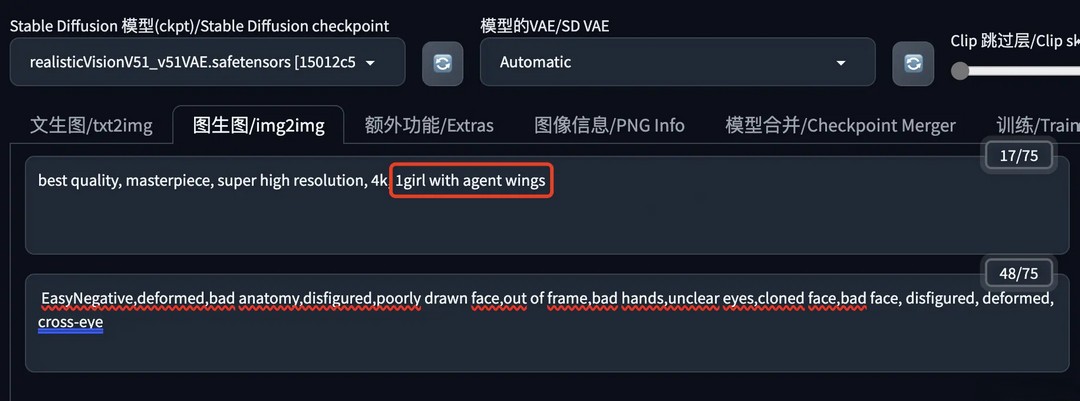 Stable Diffusion 模型(ckpt)/Stable Diffusion checkpoint
模型的VAE/SD VAE
Clip 跳过层/Clip sk
realisticVisionV51_v51VAE.safetensors [15012c5
Automatic
文生图/txt2img
图生图/img2img
额外功能/Extras
图像信息/PNG Info
模型合并/Checkpoint Merger
训练/Train
17/75
best quality, masterpiece, super high resolution, 4k, 1girl with agent wings
48/75
EasyNegative,deformed,bad anatomy,disfigured,poorly drawn face,out of frame,bad hands,unclear eyes,cloned face,bad face, disfigured, deformed,
cross-eye